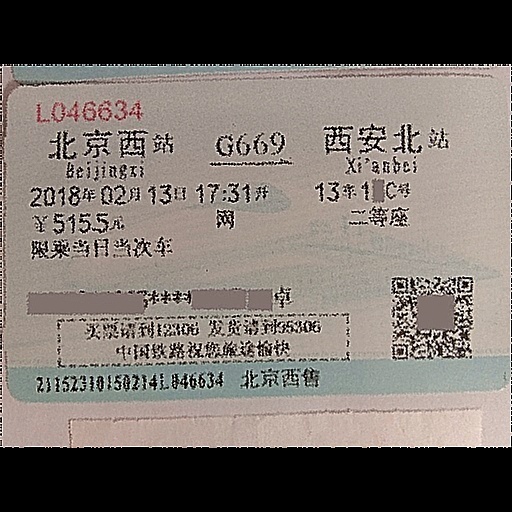 L046634
北京西站 G669 西安北站
Beijingxi Xi'anbei
2018年02月13日 17:31开 13车1 C号
￥515.5元 网 二等座
限乘当日当次车
****
买票请到12306 发货请到95306
中国铁路祝您旅途愉快
21152310150214L046634 北京西售